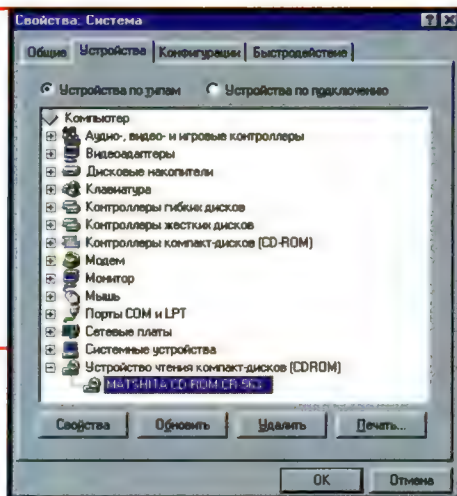 Свойства: Система
Общие Устройства Конфигурации Быстродействие
Устройства по типам Устройства по подключению
Компьютер
Аудио-, видео- и игровые контроллеры
Видеоадаптеры
Дисковые накопители
Клавиатура
Контроллеры гибких дисков
Контроллеры жестких дисков
Контроллеры компакт-дисков (CD-ROM)
Модем
Монитор
Мышь
Порты COM и LPT
Сетевые платы
Системные устройства
Устройство чтения компакт-дисков (CDROM)
MATSHITA CD-ROM CR-563
Свойства Обновить Удалить Печать...
OK Отмена